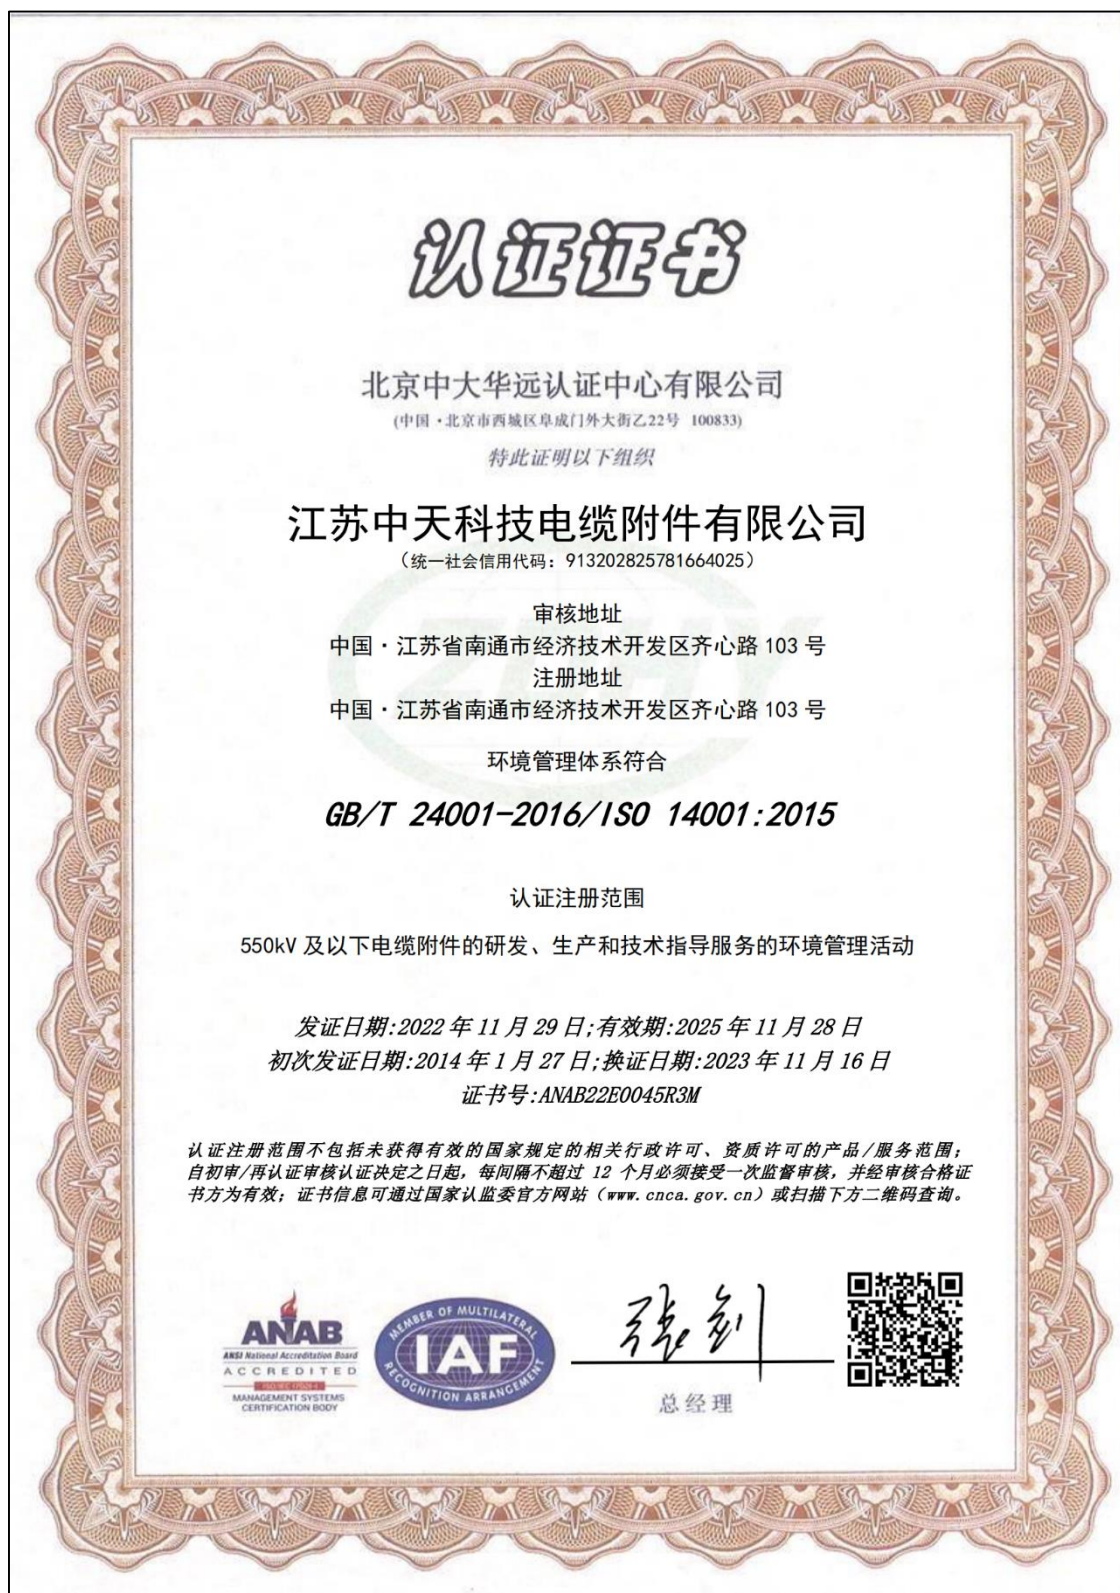 认证证书
北京中大华远认证中心有限公司
(中国·北京市西城区阜成门外大街乙22号 100833)
特此证明以下组织
江苏中天科技电缆附件有限公司
（统一社会信用代码：913202825781664025）
审核地址
中国·江苏省南通市经济技术开发区齐心路 103 号
注册地址
中国·江苏省南通市经济技术开发区齐心路 103 号
环境管理体系符合
GB/T 24001-2016/ISO 14001:2015
认证注册范围
550kV 及以下电缆附件的研发、生产和技术指导服务的环境管理活动
发证日期:2022 年 11 月 29 日;有效期:2025 年 11 月 28 日
初次发证日期:2014 年 1 月 27 日;换证日期:2023 年 11 月 16 日
证书号:ANAB22E0045R3M
认证注册范围不包括未获得有效的国家规定的相关行政许可、资质许可的产品/服务范围；
自初审/再认证审核认证决定之日起，每间隔不超过 12 个月必须接受一次监督审核，并经审核合格证
书方为有效；证书信息可通过国家认监委官方网站（www.cnca.gov.cn）或扫描下方二维码查询。
ANAB
ANSI National Accreditation Board
ACCREDITED
MANAGEMENT SYSTEMS
CERTIFICATION BODY
MEMBER OF MULTILATERAL
IAF
RECOGNITION ARRANGEMENT
张剑
总经理